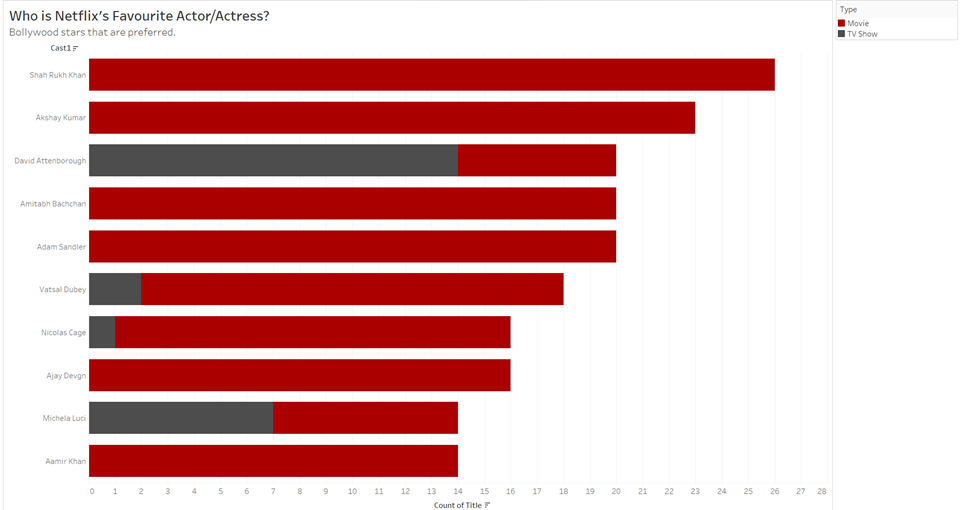 Who is Netflix's Favourite Actor/Actress?
Bollywood stars that are preferred.
Cast1
Shah Rukh Khan
Akshay Kumar
David Attenborough
Amitabh Bachchan
Adam Sandler
Vatsal Dubey
Nicolas Cage
Ajay Devgn
Michela Luci
Aamir Khan
0 1 2 3 4 5 6 7 8 9 10 11 12 13 14 15 16 17 18 19 20 21 22 23 24 25 26 27 28
Count of Title
Type
Movie
TV Show